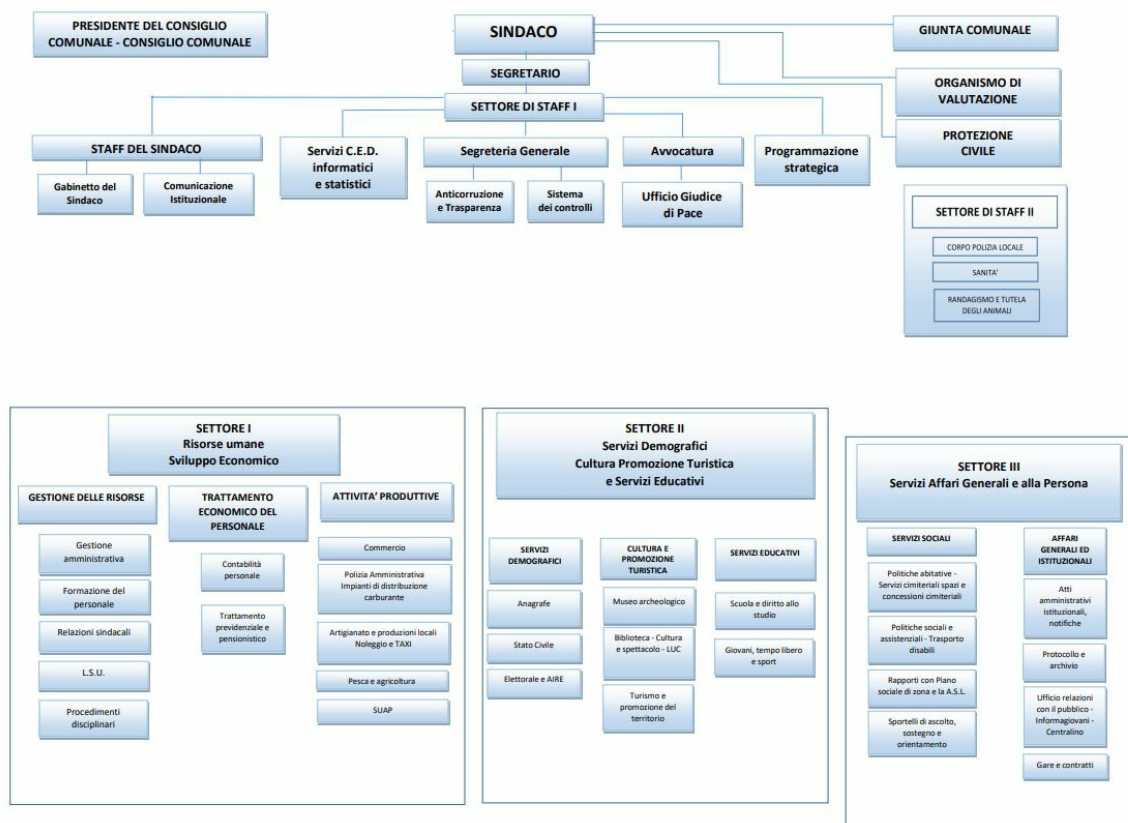 PRESIDENTE DEL CONSIGLIO
COMUNALE - CONSIGLIO COMUNALE
SINDACO
GIUNTA COMUNALE
SEGRETARIO
ORGANISMO DI
VALUTAZIONE
SETTORE DI STAFF I
PROTEZIONE
CIVILE
STAFF DEL SINDACO
Gabinetto del
Sindaco
Comunicazione
Istituzionale
Servizi C.E.D.
informatici
e statistici
Segreteria Generale
Anticorruzione
e Trasparenza
Sistema
dei controlli
Avvocatura
Ufficio Giudice
di Pace
Programmazione
strategica
SETTORE DI STAFF II
CORPO POLIZIA LOCALE
SANITA'
RANDAGISMO E TUTELA
DEGLI ANIMALI
SETTORE I
Risorse umane
Sviluppo Economico
GESTIONE DELLE RISORSE
Gestione
amministrativa
Formazione del
personale
Relazioni sindacali
L.S.U.
Procedimenti
disciplinari
TRATTAMENTO
ECONOMICO DEL
PERSONALE
Contabilità
personale
Trattamento
previdenziale e
pensionistico
ATTIVITA' PRODUTTIVE
Commercio
Polizia Amministrativa
Impianti di distribuzione
carburante
Artigianato e produzioni locali
Noleggio e TAXI
Pesca e agricoltura
SUAP
SETTORE II
Servizi Demografici
Cultura Promozione Turistica
e Servizi Educativi
SERVIZI
DEMOGRAFICI
Anagrafe
Stato Civile
Elettorale e AIRE
CULTURA E
PROMOZIONE
TURISTICA
Museo archeologico
Biblioteca - Cultura
e spettacolo - LUC
Turismo e
promozione del
territorio
SERVIZI EDUCATIVI
Scuola e diritto allo
studio
Giovani, tempo libero
e sport
SETTORE III
Servizi Affari Generali e alla Persona
SERVIZI SOCIALI
Politiche abitative -
Servizi cimiteriali spazi e
concessioni cimiteriali
Politiche sociali e
assistenziali - Trasporto
disabili
Rapporti con Piano
sociale di zona e la A.S.L.
Sportelli di ascolto,
sostegno e
orientamento
AFFARI
GENERALI ED
ISTITUZIONALI
Atti
amministrativi
istituzionali,
notifiche
Protocollo e
archivio
Ufficio relazioni
con il pubblico -
Informagiovani -
Centralino
Gare e contratti